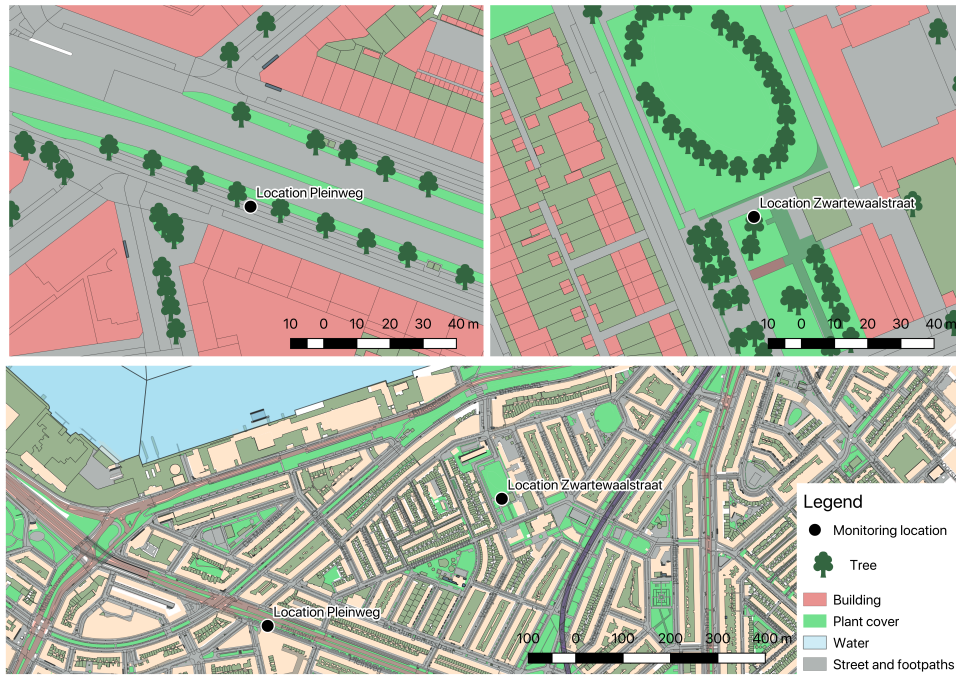 Location Pleinweg
10 0 10 20 30 40 m
Location Zwartewaalstraat
10 0 10 20 30 40 m
Location Zwartewaalstraat
Location Pleinweg
100 0 100 200 300 400 m
Legend
Monitoring location
Tree
Building
Plant cover
Water
Street and footpaths